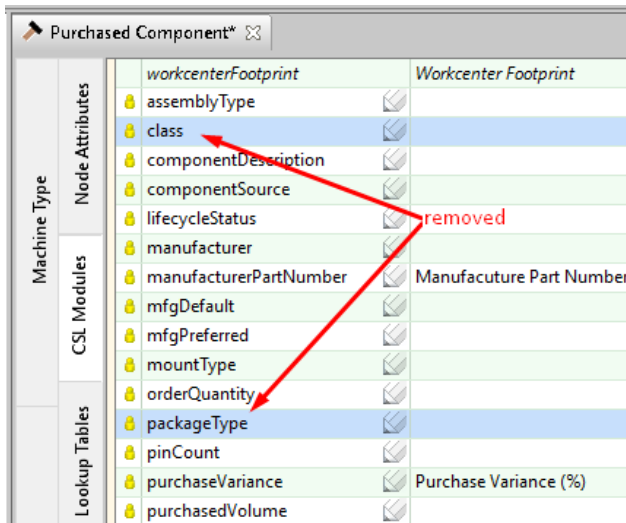 Purchased Component*
Machine Type
Node Attributes
CSL Modules
Lookup Tables
workcenterFootprint Workcenter Footprint
assemblyType
class
componentDescription
componentSource
lifecycleStatus
removed
manufacturer
manufacturerPartNumber Manufacuture Part Number
mfgDefault
mfgPreferred
mountType
orderQuantity
packageType
pinCount
purchaseVariance Purchase Variance (%)
purchasedVolume